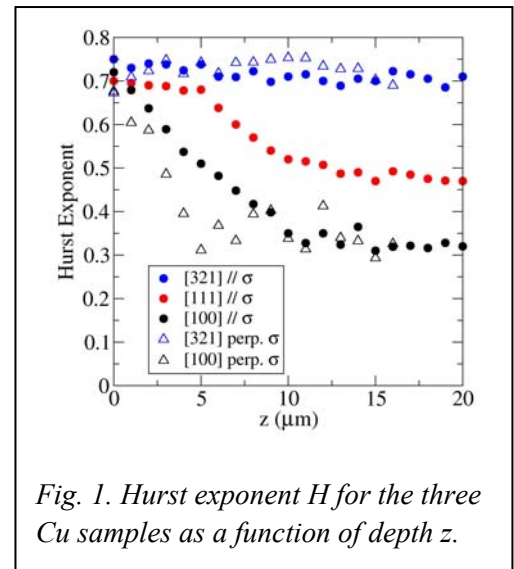 0.8
0.7
0.6
0.5
0.4
0.3
0.2
0.1
0
Hurst Exponent
[321] // σ
[111] // σ
[100] // σ
[321] perp. σ
[100] perp. σ
0 5 10 15 20
z (μm)
Fig. 1. Hurst exponent H for the three
Cu samples as a function of depth z.